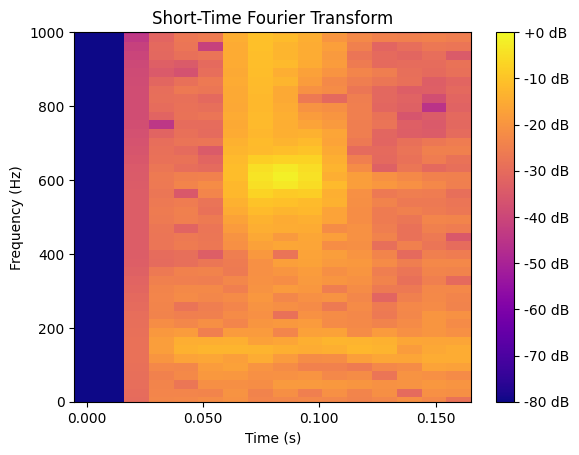 Short-Time Fourier Transform
1000
800
600
400
200
0
Frequency (Hz)
0.000
0.050
0.100
0.150
Time (s)
+0 dB
-10 dB
-20 dB
-30 dB
-40 dB
-50 dB
-60 dB
-70 dB
-80 dB